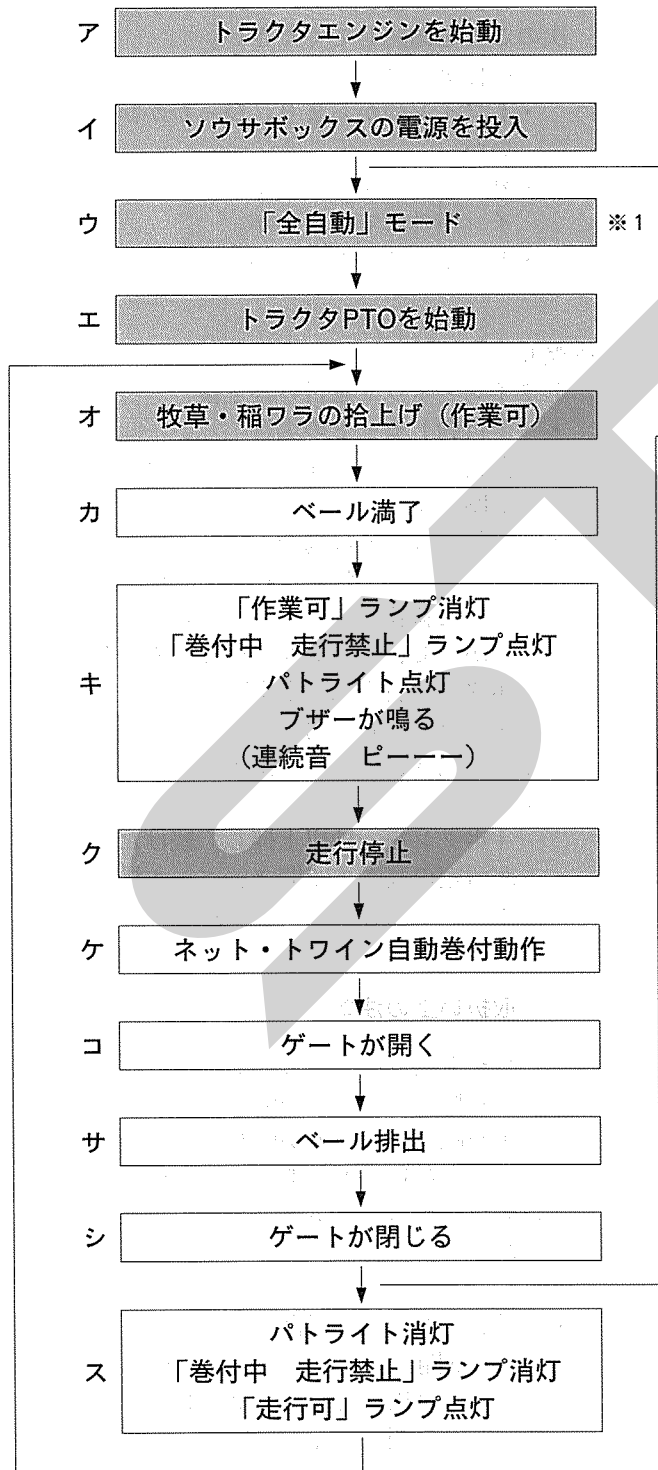 ア トラクタエンジンを始動
イ ソウサボックスの電源を投入
ウ 「全自動」モード ※1
エ トラクタPTOを始動
オ 牧草・稲ワラの拾上げ(作業可)
カ ベール満了
「作業可」ランプ消灯
「巻付中　走行禁止」ランプ点灯
キ パトライト点灯
ブザーが鳴る
(連続音　ピーーー)
ク 走行停止
ケ ネット・トワイン自動巻付動作
コ ゲートが開く
サ ベール排出
シ ゲートが閉じる
パトライト消灯
ス 「巻付中　走行禁止」ランプ消灯
「走行可」ランプ点灯